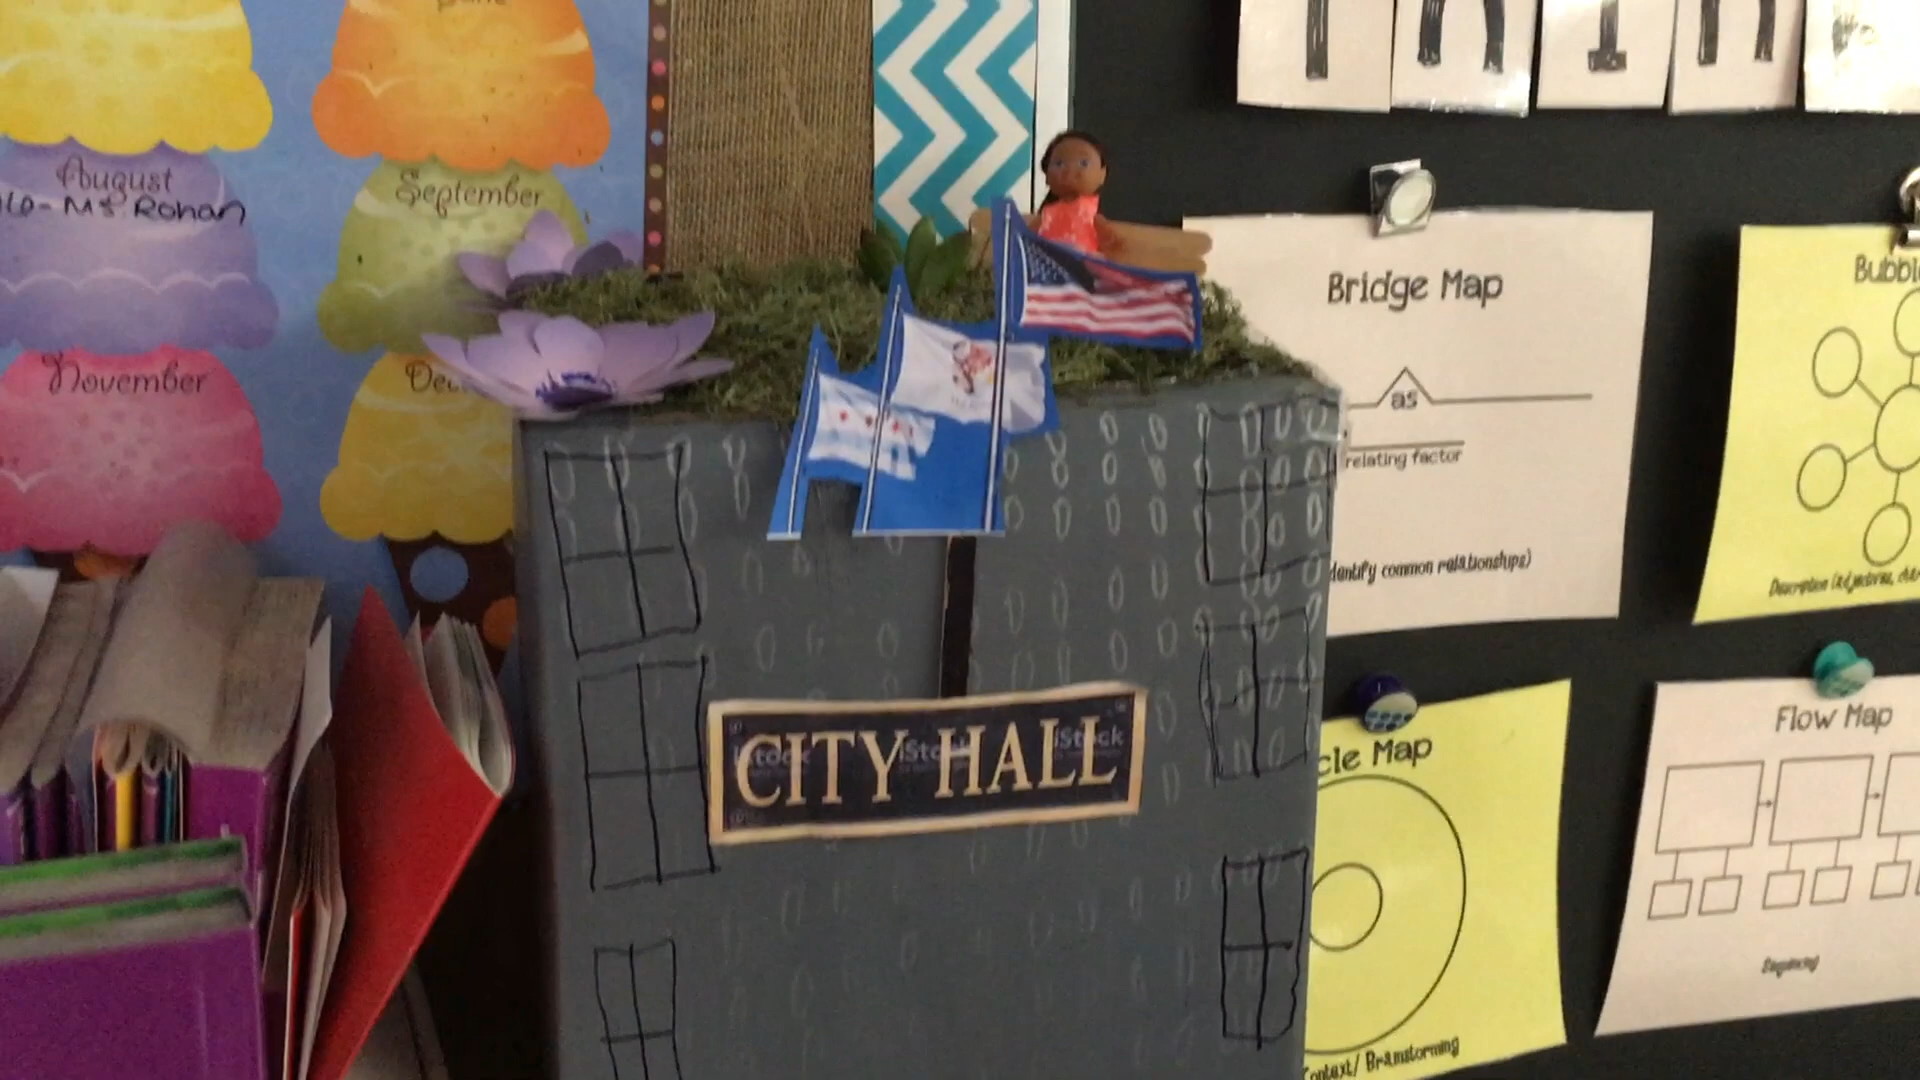 August
10-Ms. Rohan
September
November
Dec
CITY HALL
iStock
iStock
iStock
Bridge Map
as
relating factor
identify common relationships)
Bubble
cle Map
Context/ Brainstorming
Flow Map
Sequencing